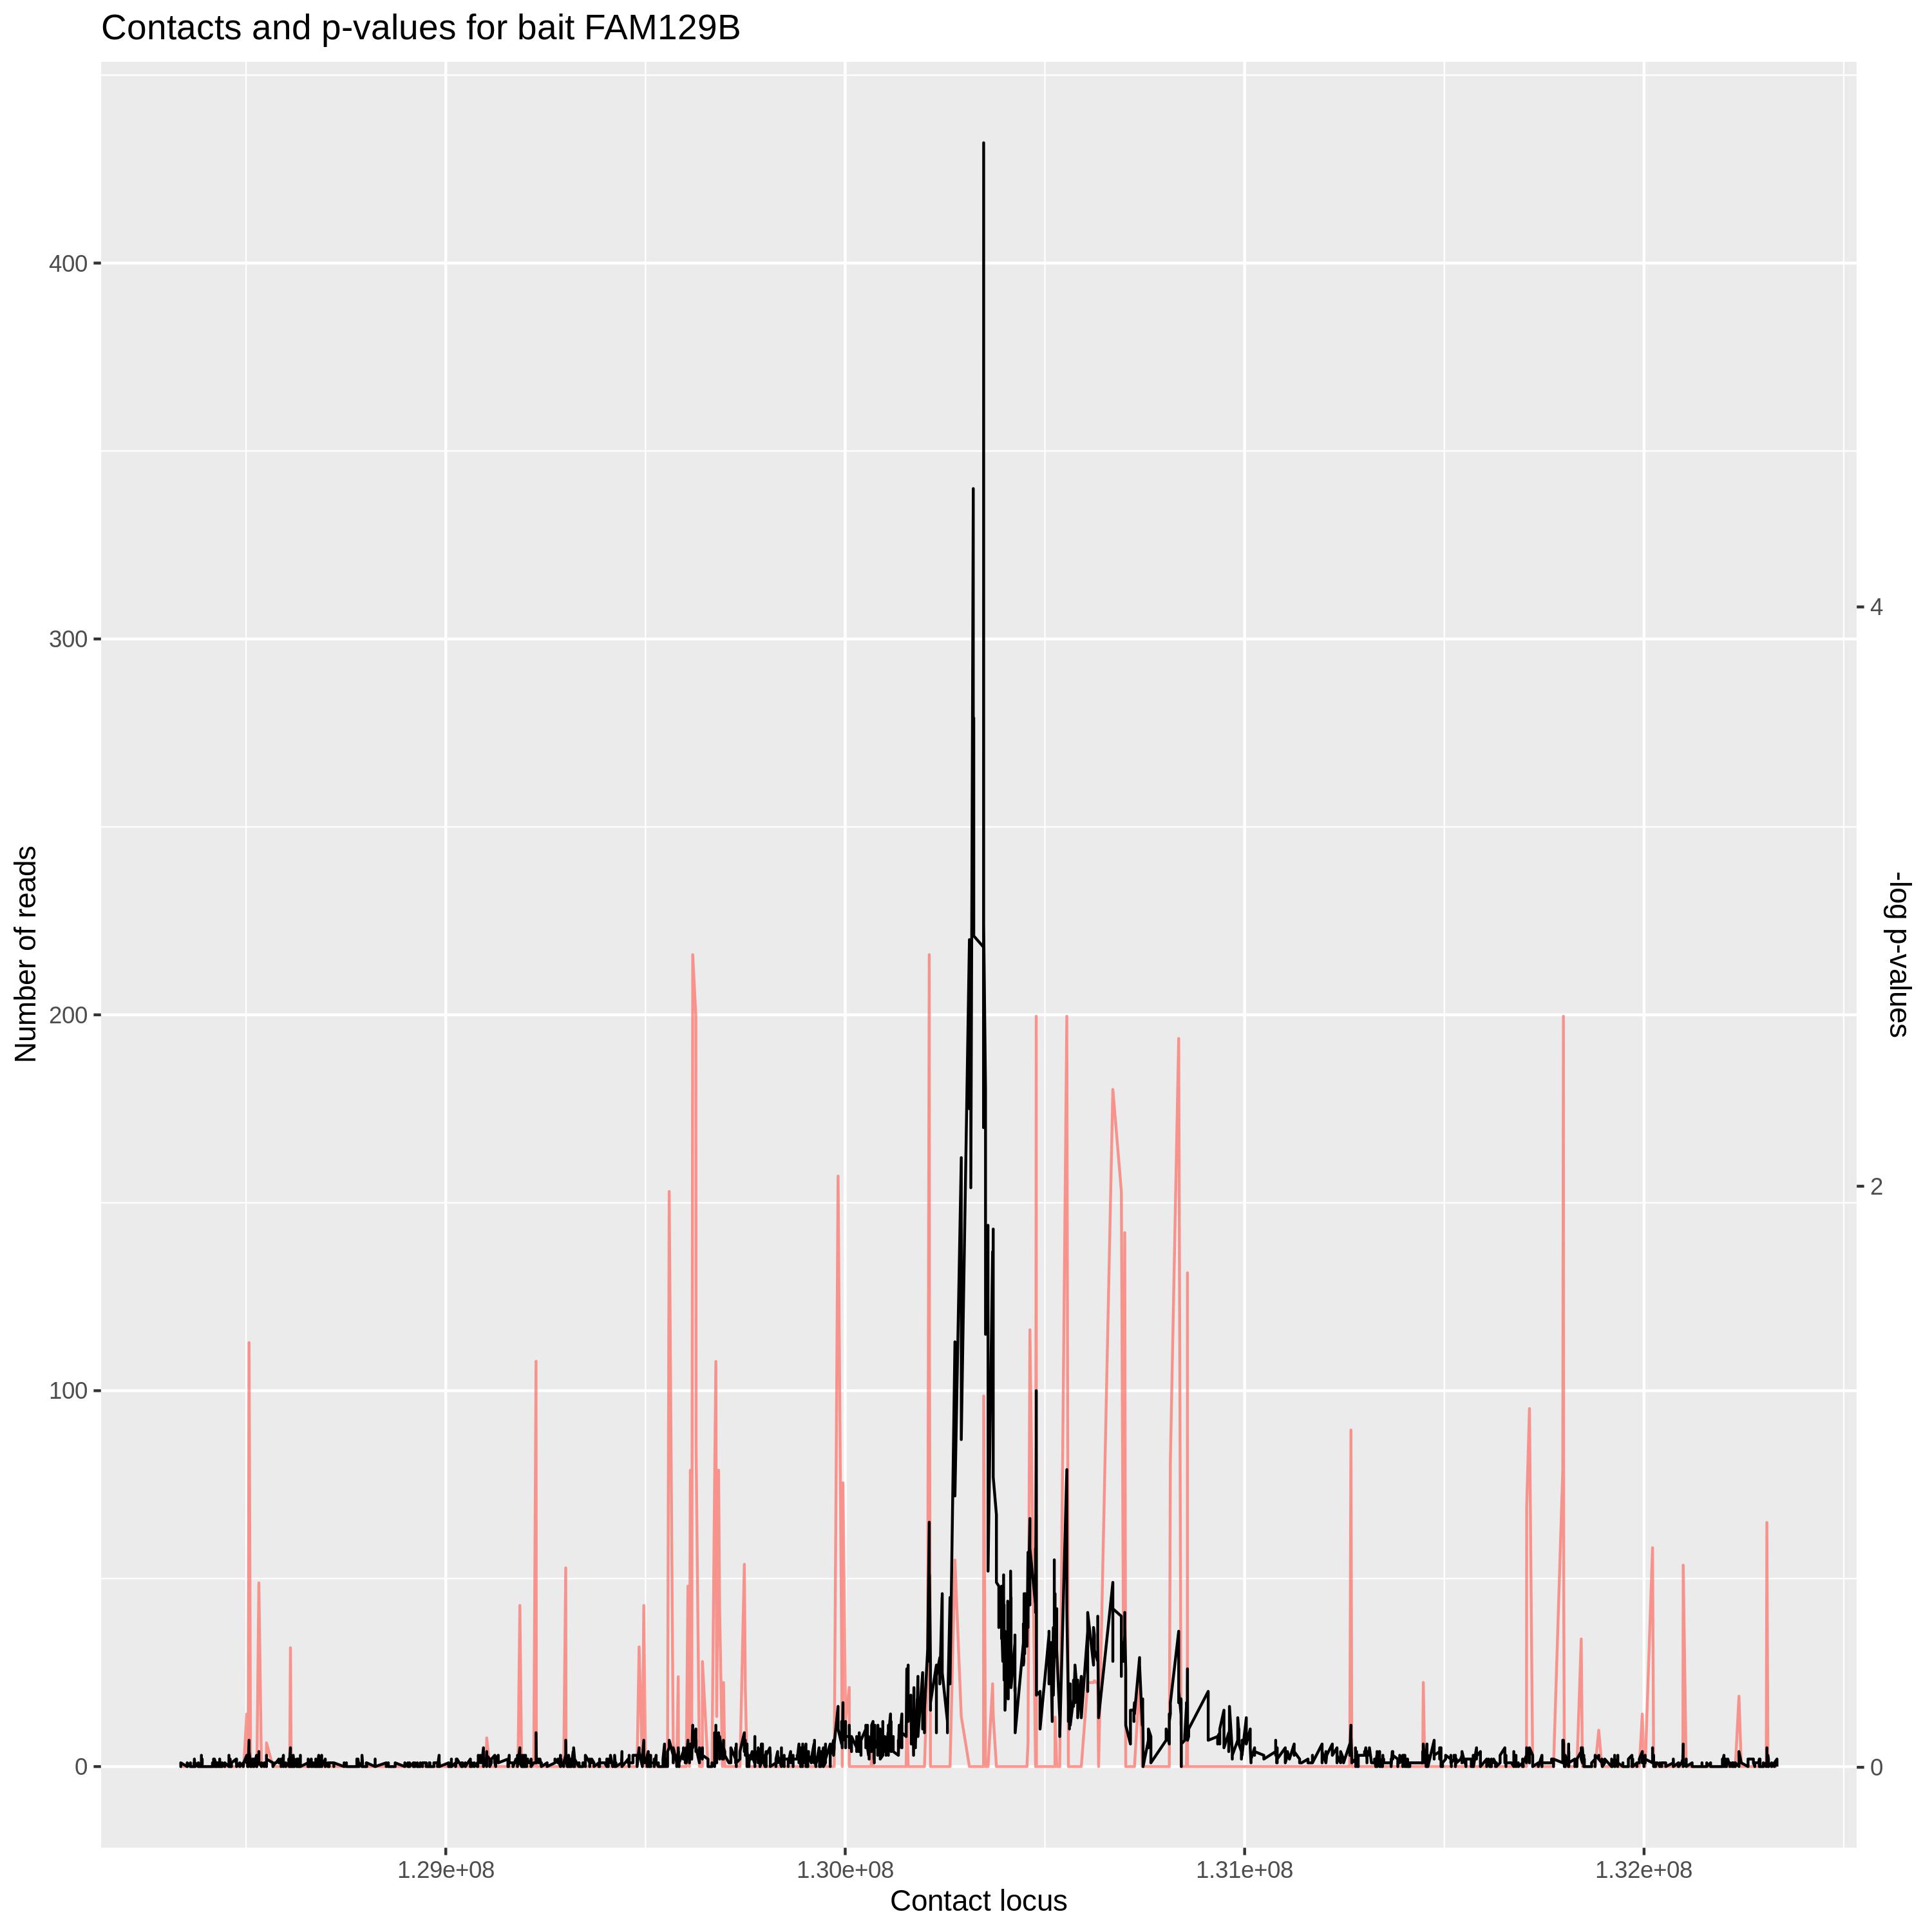 Contacts and p-values for bait FAM129B
400
300
200
100
0
Number of reads
4
2
0
-log p-values
1.29e+08
1.30e+08
1.31e+08
1.32e+08
Contact locus